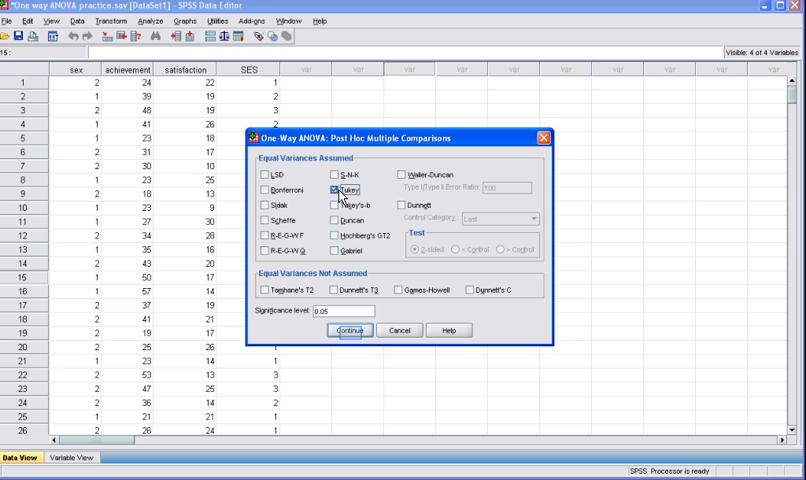 *One way ANOVA practice.sav [DataSet1] - SPSS Data Editor
File Edit View Data Transform Analyze Graphs Utilities Add-ons Window Help
15 : Visible: 4 of 4 Variables
sex achievement satisfaction SES var var var var var var var var var
1 2 24 22 1
2 1 39 19 2
3 2 48 19 3
4 1 41 26 2
5 1 23 18
6 2 31 17
7 2 30 10
8 1 23 25
9 2 18 13
10 1 23 9
11 1 27 30
12 2 34 28
13 1 35 16
14 2 43 20
15 1 50 17
16 1 57 14
17 2 37 19
18 2 41 21
19 2 19 17
20 2 25 26 1
21 1 23 14 1
22 2 53 13 3
23 2 47 25 3
24 2 36 14 2
25 1 21 21 1
26 2 26 24 1
One-Way ANOVA: Post Hoc Multiple Comparisons
Equal Variances Assumed
LSD S-N-K Waller-Duncan
Bonferroni Tukey Type I/Type II Error Ratio: 100
Sidak Tukey's-b Dunnett
Scheffe Duncan Control Category: Last
R-E-G-W F Hochberg's GT2 Test
R-E-G-W Q Gabriel 2-sided < Control > Control
Equal Variances Not Assumed
Tamhane's T2 Dunnett's T3 Games-Howell Dunnett's C
Significance level: 0.05
Continue Cancel Help
Data View Variable View
SPSS Processor is ready